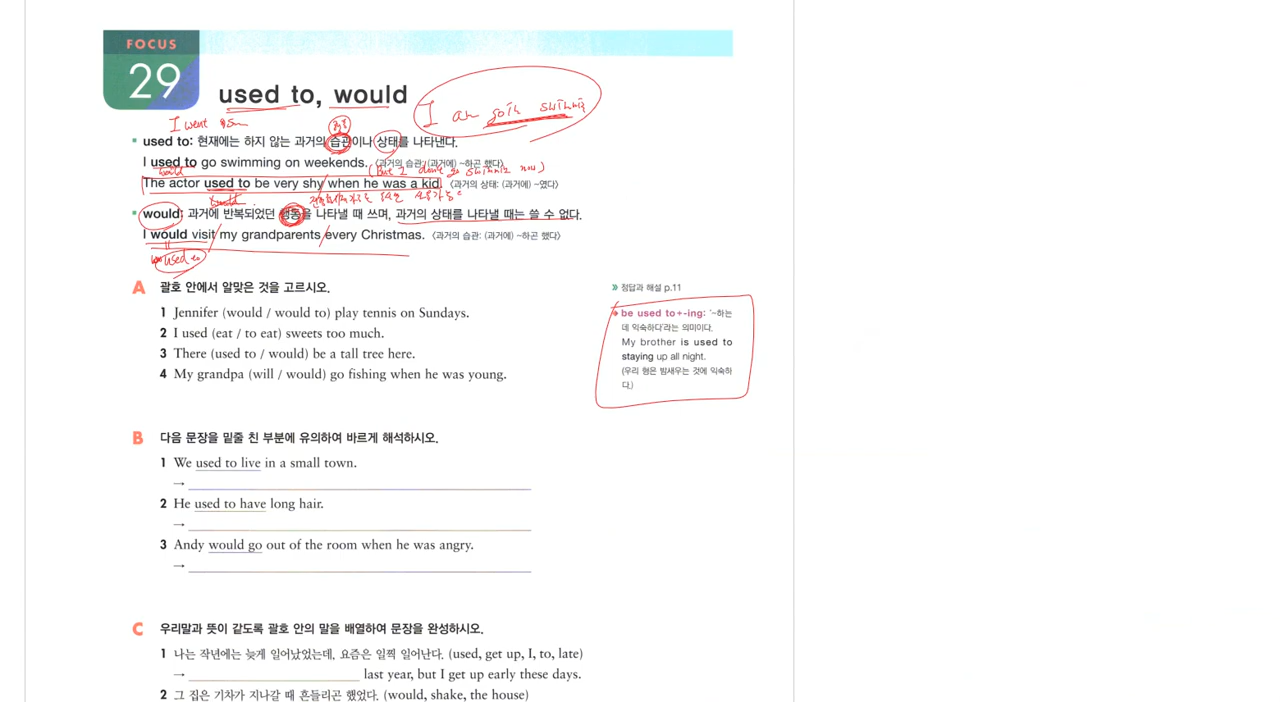 FOCUS
29
used to, would
I am
I went
used to: 현재에는 하지 않는 과거의 습관이나 상태를 나타낸다.
I used to go swimming on weekends. 〈과거의 습관: (과거에) ~하곤 했다〉
(But I don't go now)
The actor used to be very shy when he was a kid. 〈과거의 상태: (과거에) ~였다〉
would
would: 과거에 반복되었던 행동을 나타낼 때 쓰며, 과거의 상태를 나타낼 때는 쓸 수 없다.
I would visit my grandparents every Christmas. 〈과거의 습관: (과거에) ~하곤 했다〉
used to
A 괄호 안에서 알맞은 것을 고르시오.
1 Jennifer (would / would to) play tennis on Sundays.
2 I used (eat / to eat) sweets too much.
3 There (used to / would) be a tall tree here.
4 My grandpa (will / would) go fishing when he was young.
» 정답과 해설 p.11
be used to+-ing: '~하는
데 익숙하다'라는 의미이다.
My brother is used to
staying up all night.
(우리 형은 밤새우는 것에 익숙하
다.)
B 다음 문장을 밑줄 친 부분에 유의하여 바르게 해석하시오.
1 We used to live in a small town.
→
2 He used to have long hair.
→
3 Andy would go out of the room when he was angry.
→
C 우리말과 뜻이 같도록 괄호 안의 말을 배열하여 문장을 완성하시오.
1 나는 작년에는 늦게 일어났었는데, 요즘은 일찍 일어난다. (used, get up, I, to, late)
→ last year, but I get up early these days.
2 그 집은 기차가 지나갈 때 흔들리곤 했었다. (would, shake, the house)